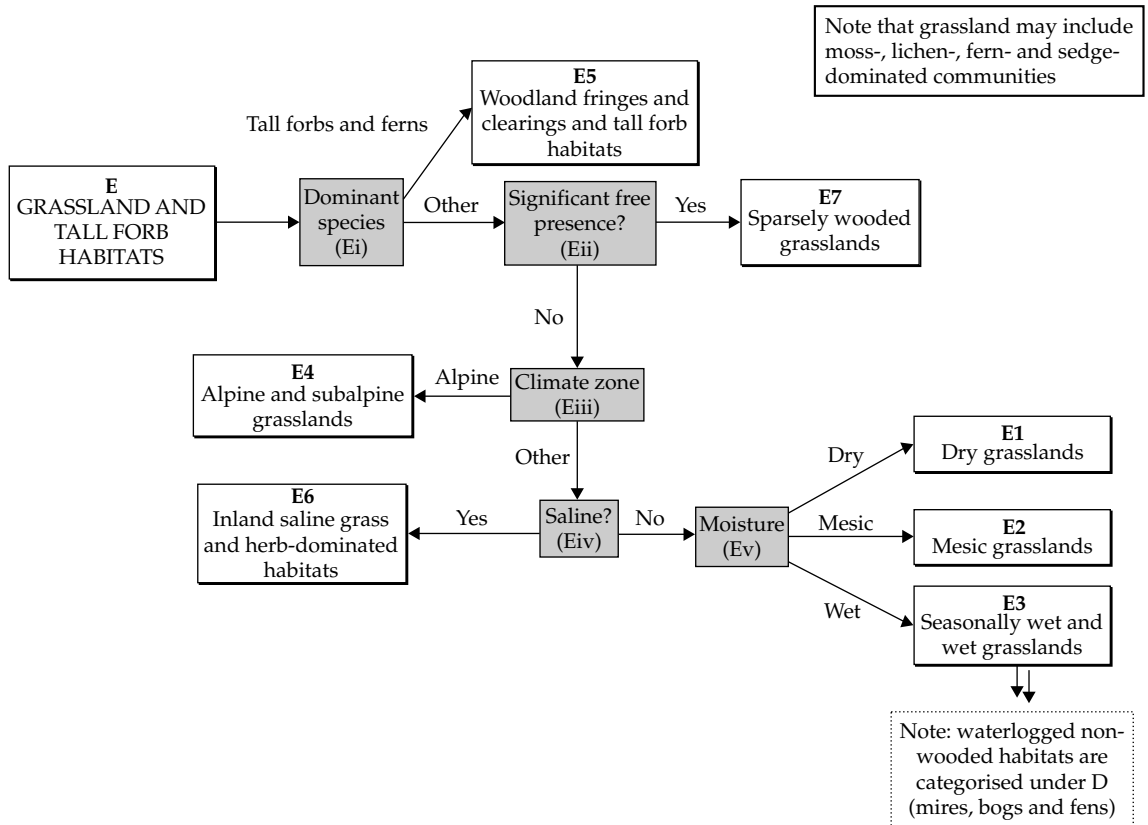 Note that grassland may include
moss-, lichen-, fern- and sedge-
dominated communities
E5
Woodland fringes and
clearings and tall forb
habitats
Tall forbs and ferns
E
GRASSLAND AND
TALL FORB
HABITATS
Dominant
species
(Ei)
Other
Significant free
presence?
(Eii)
Yes
E7
Sparsely wooded
grasslands
No
E4
Alpine and subalpine
grasslands
Alpine
Climate zone
(Eiii)
Other
E6
Inland saline grass
and herb-dominated
habitats
Yes
Saline?
(Eiv)
No
Moisture
(Ev)
Dry
E1
Dry grasslands
Mesic
E2
Mesic grasslands
Wet
E3
Seasonally wet and
wet grasslands
Note: waterlogged non-
wooded habitats are
categorised under D
(mires, bogs and fens)